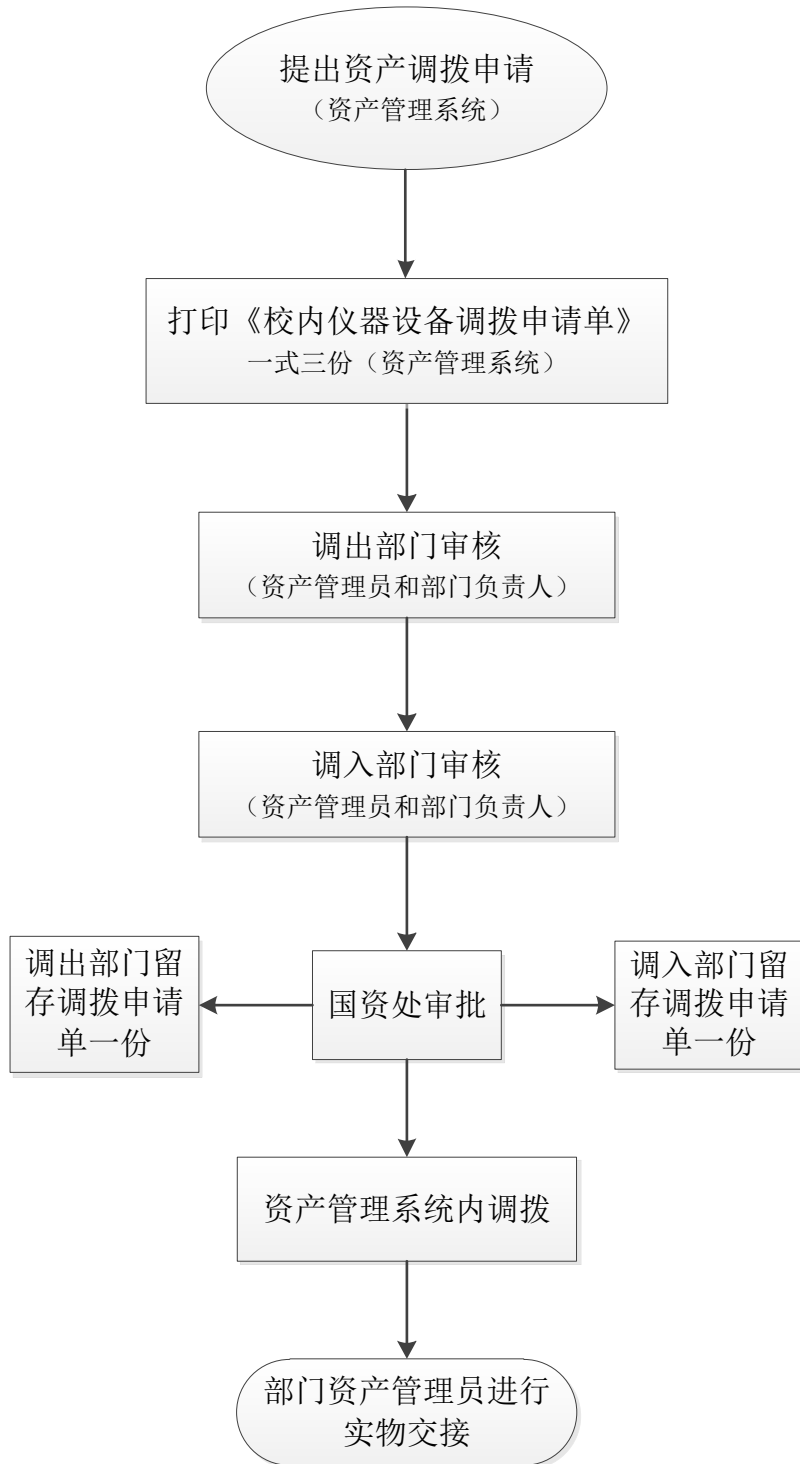 提出资产调拨申请
（资产管理系统）
打印《校内仪器设备调拨申请单》
一式三份（资产管理系统）
调出部门审核
（资产管理员和部门负责人）
调入部门审核
（资产管理员和部门负责人）
调出部门留
存调拨申请
单一份
国资处审批
调入部门留
存调拨申请
单一份
资产管理系统内调拨
部门资产管理员进行
实物交接